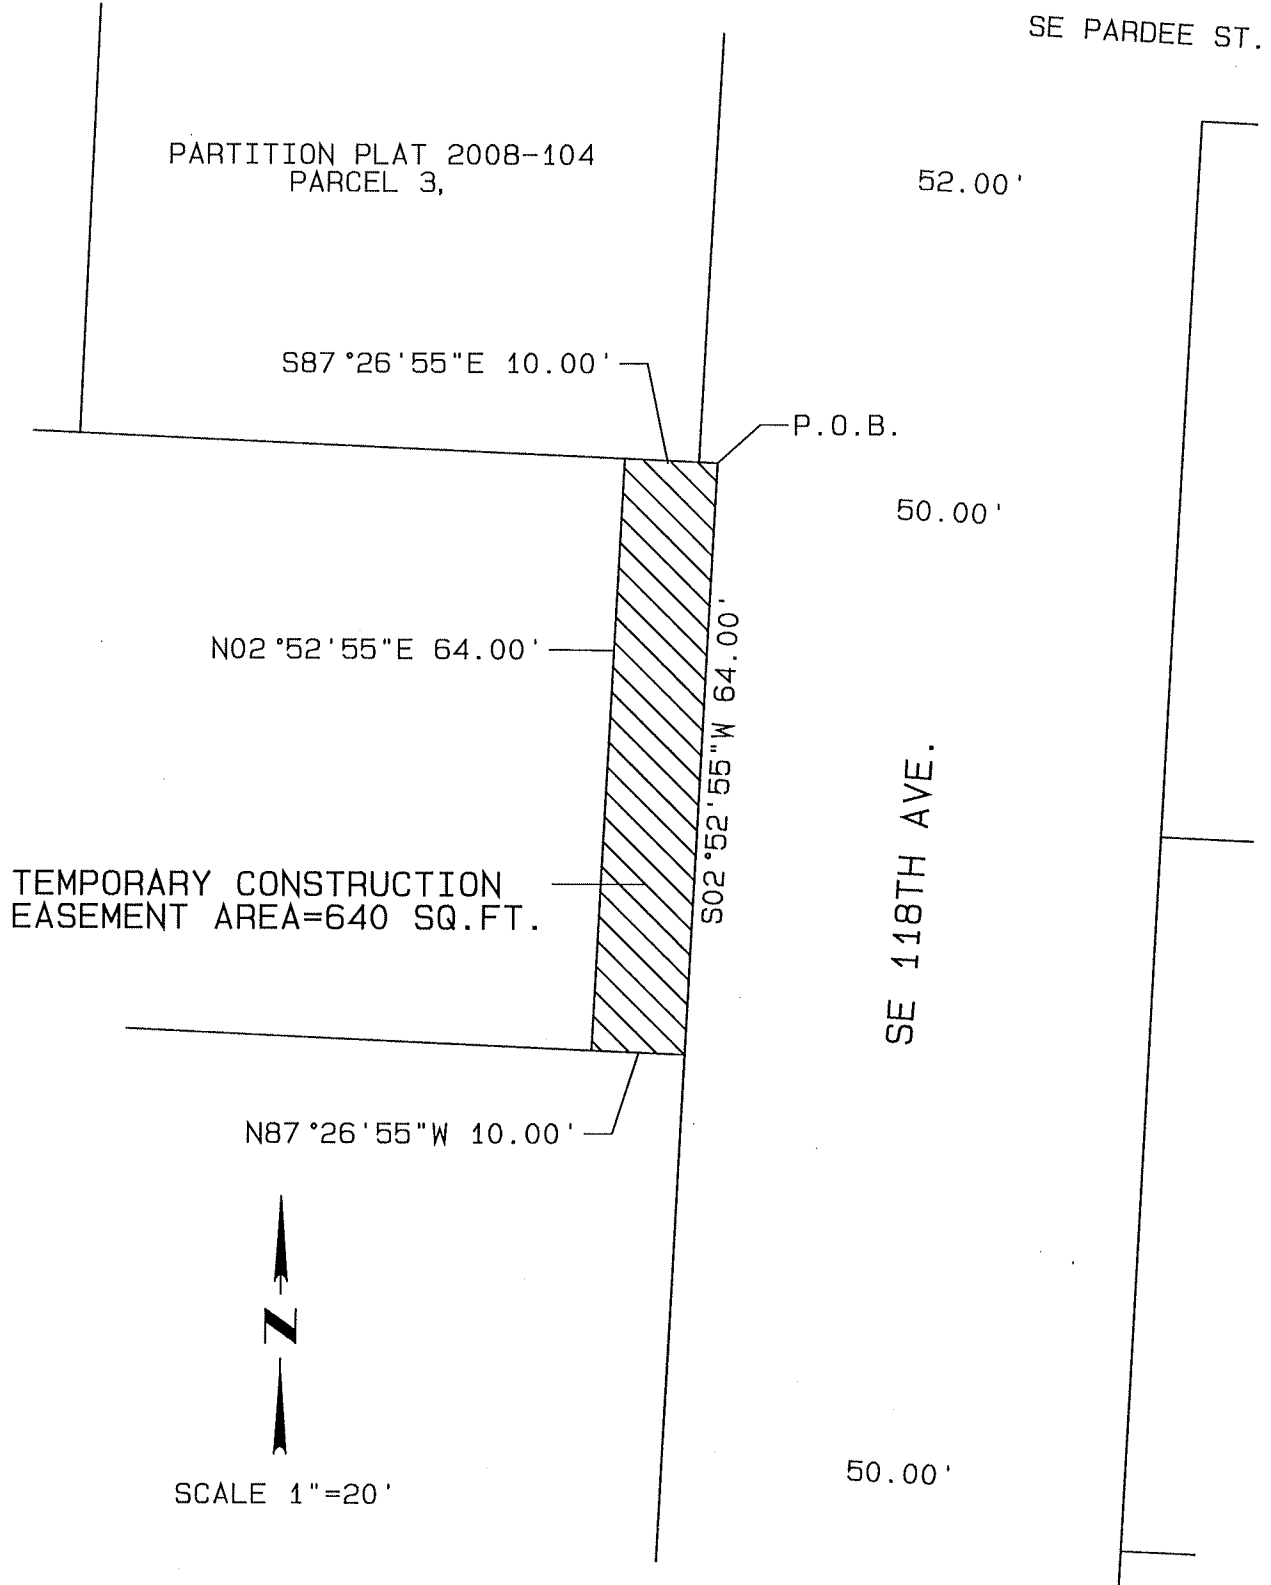 SE PARDEE ST.
PARTITION PLAT 2008-104
PARCEL 3,
52.00'
S87°26'55"E 10.00'
P.O.B.
50.00'
N02°52'55"E 64.00'
S02°52'55"W 64.00'
SE 118TH AVE.
TEMPORARY CONSTRUCTION
EASEMENT AREA=640 SQ.FT.
N87°26'55"W 10.00'
N
50.00'
SCALE 1"=20'